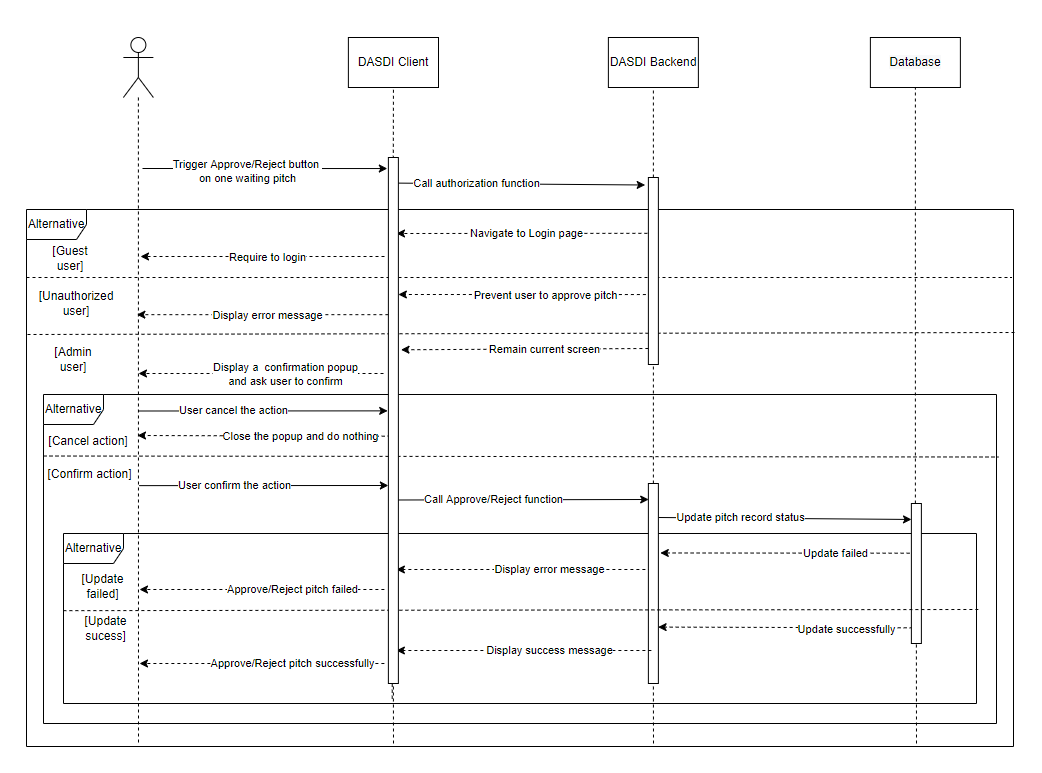 DASDI Client
DASDI Backend
Database
Trigger Approve/Reject button
on one waiting pitch
Call authorization function
Alternative
Navigate to Login page
[Guest
user]
Require to login
[Unauthorized
user]
Prevent user to approve pitch
Display error message
[Admin
user]
Remain current screen
Display a  confirmation popup
and ask user to confirm
Alternative
User cancel the action
[Cancel action]
Close the popup and do nothing
[Confirm action]
User confirm the action
Call Approve/Reject function
Update pitch record status
Alternative
Update failed
Display error message
[Update
failed]
Approve/Reject pitch failed
[Update
sucess]
Update successfully
Display success message
Approve/Reject pitch successfully